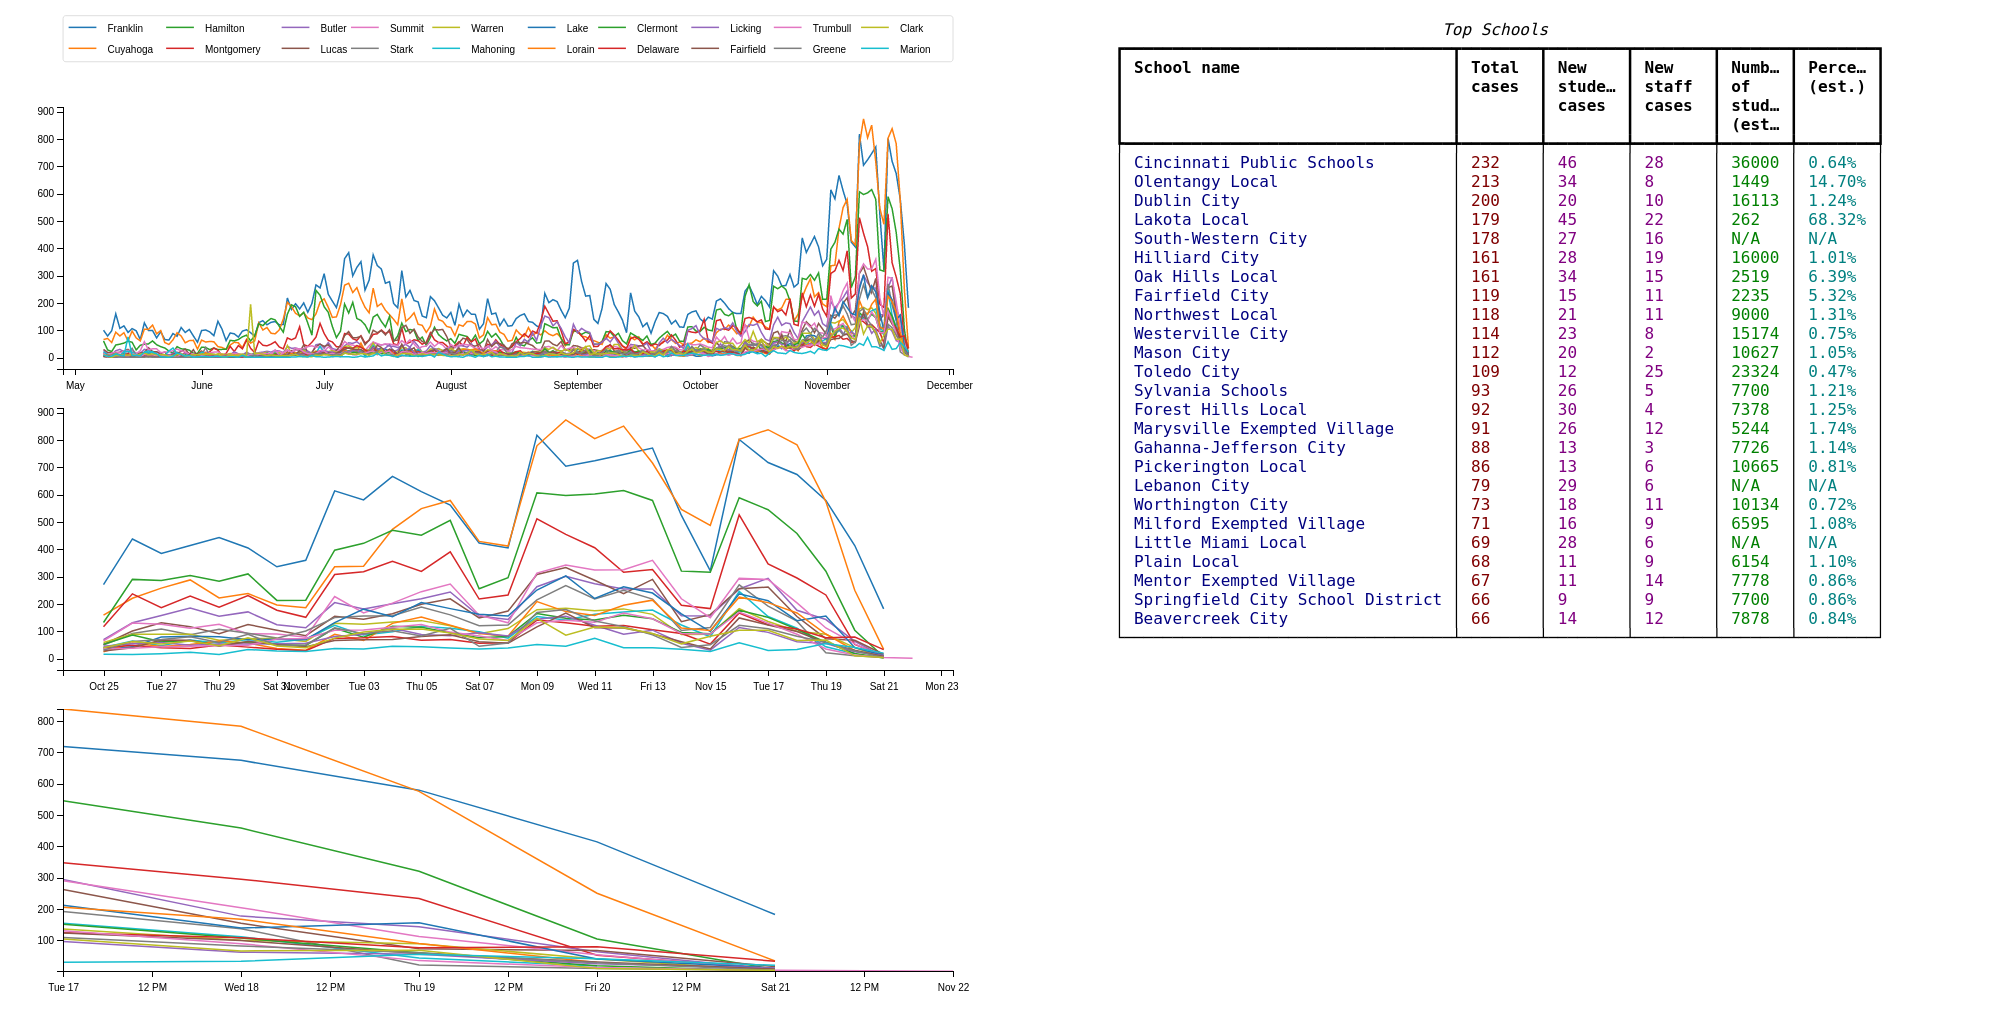 Franklin Hamilton Butler Summit Warren Lake Clermont Licking Trumbull Clark
Cuyahoga Montgomery Lucas Stark Mahoning Lorain Delaware Fairfield Greene Marion
900
800
700
600
500
400
300
200
100
0
May June July August September October November December
900
800
700
600
500
400
300
200
100
0
Oct 25 Tue 27 Thu 29 Sat 31 November Tue 03 Thu 05 Sat 07 Mon 09 Wed 11 Fri 13 Nov 15 Tue 17 Thu 19 Sat 21 Mon 23
800
700
600
500
400
300
200
100
Tue 17 12 PM Wed 18 12 PM Thu 19 12 PM Fri 20 12 PM Sat 21 12 PM Nov 22
Top Schools
School name Total New New Numb… Perce…
cases stude… staff of (est.)
cases cases stud…
(est…
Cincinnati Public Schools 232 46 28 36000 0.64%
Olentangy Local 213 34 8 1449 14.70%
Dublin City 200 20 10 16113 1.24%
Lakota Local 179 45 22 262 68.32%
South-Western City 178 27 16 N/A N/A
Hilliard City 161 28 19 16000 1.01%
Oak Hills Local 161 34 15 2519 6.39%
Fairfield City 119 15 11 2235 5.32%
Northwest Local 118 21 11 9000 1.31%
Westerville City 114 23 8 15174 0.75%
Mason City 112 20 2 10627 1.05%
Toledo City 109 12 25 23324 0.47%
Sylvania Schools 93 26 5 7700 1.21%
Forest Hills Local 92 30 4 7378 1.25%
Marysville Exempted Village 91 26 12 5244 1.74%
Gahanna-Jefferson City 88 13 3 7726 1.14%
Pickerington Local 86 13 6 10665 0.81%
Lebanon City 79 29 6 N/A N/A
Worthington City 73 18 11 10134 0.72%
Milford Exempted Village 71 16 9 6595 1.08%
Little Miami Local 69 28 6 N/A N/A
Plain Local 68 11 9 6154 1.10%
Mentor Exempted Village 67 11 14 7778 0.86%
Springfield City School District 66 9 9 7700 0.86%
Beavercreek City 66 14 12 7878 0.84%